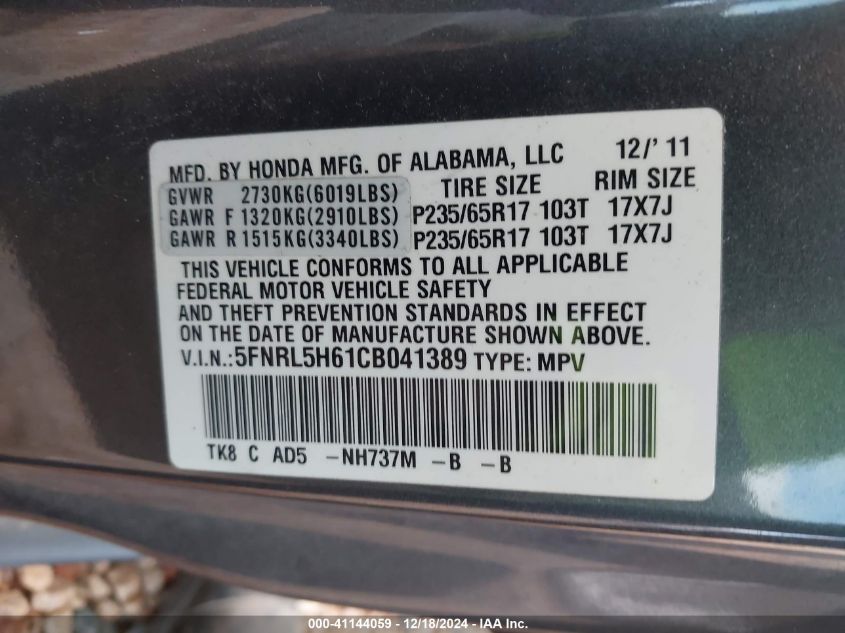 MFD. BY HONDA MFG. OF ALABAMA, LLC 12/' 11
GVWR 2730KG(6019LBS) TIRE SIZE RIM SIZE
GAWR F 1320KG(2910LBS) P235/65R17 103T 17X7J
GAWR R 1515KG(3340LBS) P235/65R17 103T 17X7J
THIS VEHICLE CONFORMS TO ALL APPLICABLE
FEDERAL MOTOR VEHICLE SAFETY
AND THEFT PREVENTION STANDARDS IN EFFECT
ON THE DATE OF MANUFACTURE SHOWN ABOVE.
V.I.N.:5FNRL5H61CB041389 TYPE: MPV
TK8 C AD5 -NH737M -B -B
000-41144059 - 12/18/2024 - IAA Inc.